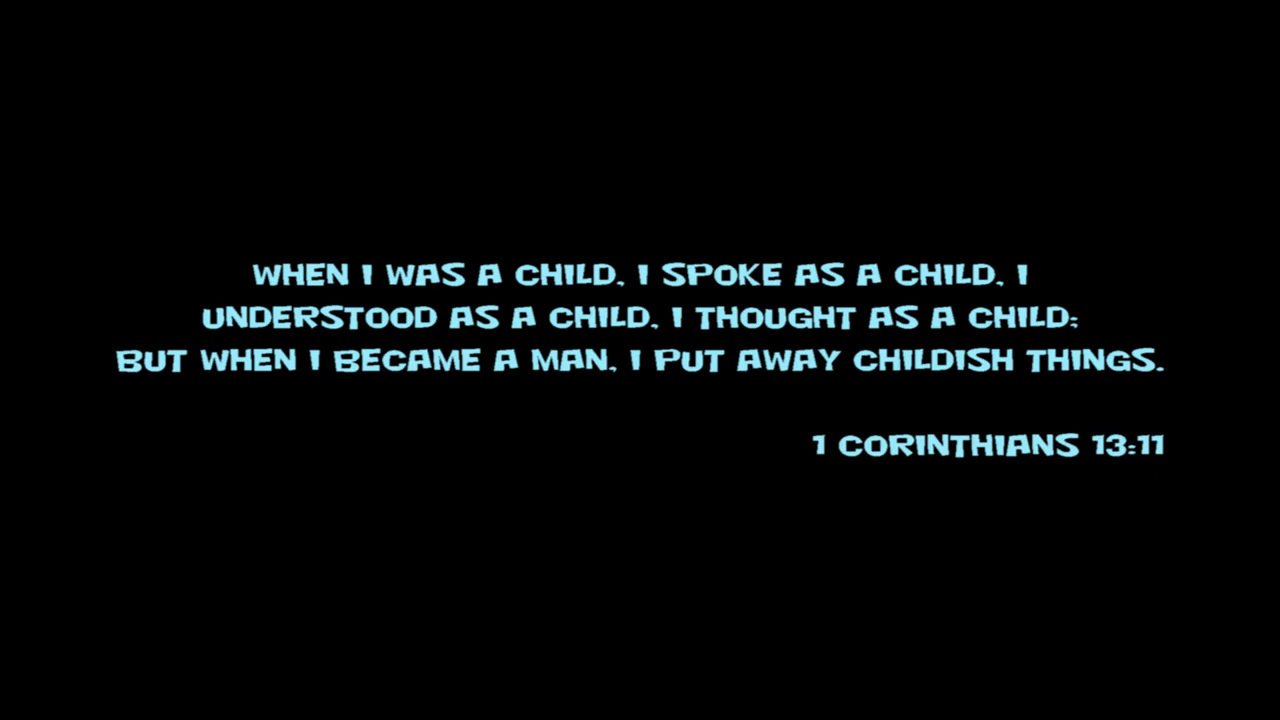 WHEN I WAS A CHILD, I SPOKE AS A CHILD, I
UNDERSTOOD AS A CHILD, I THOUGHT AS A CHILD;
BUT WHEN I BECAME A MAN, I PUT AWAY CHILDISH THINGS.
1 CORINTHIANS 13:11